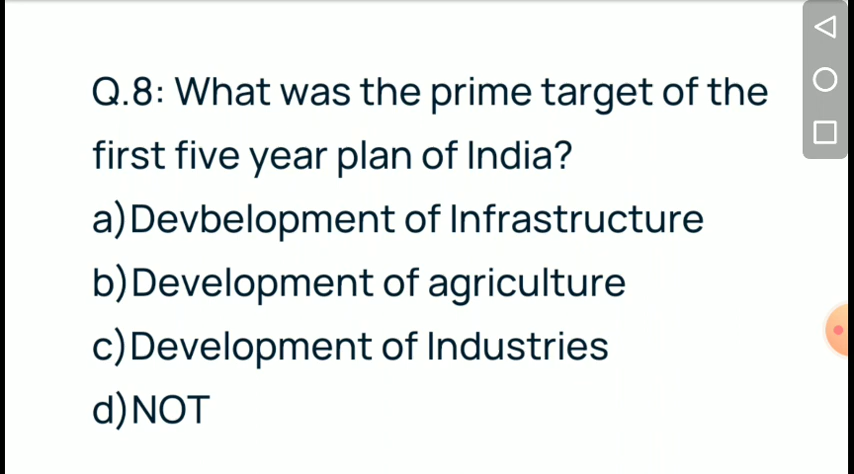 Q.8: What was the prime target of the
first five year plan of India?
a)Devbelopment of Infrastructure
b)Development of agriculture
c)Development of Industries
d)NOT